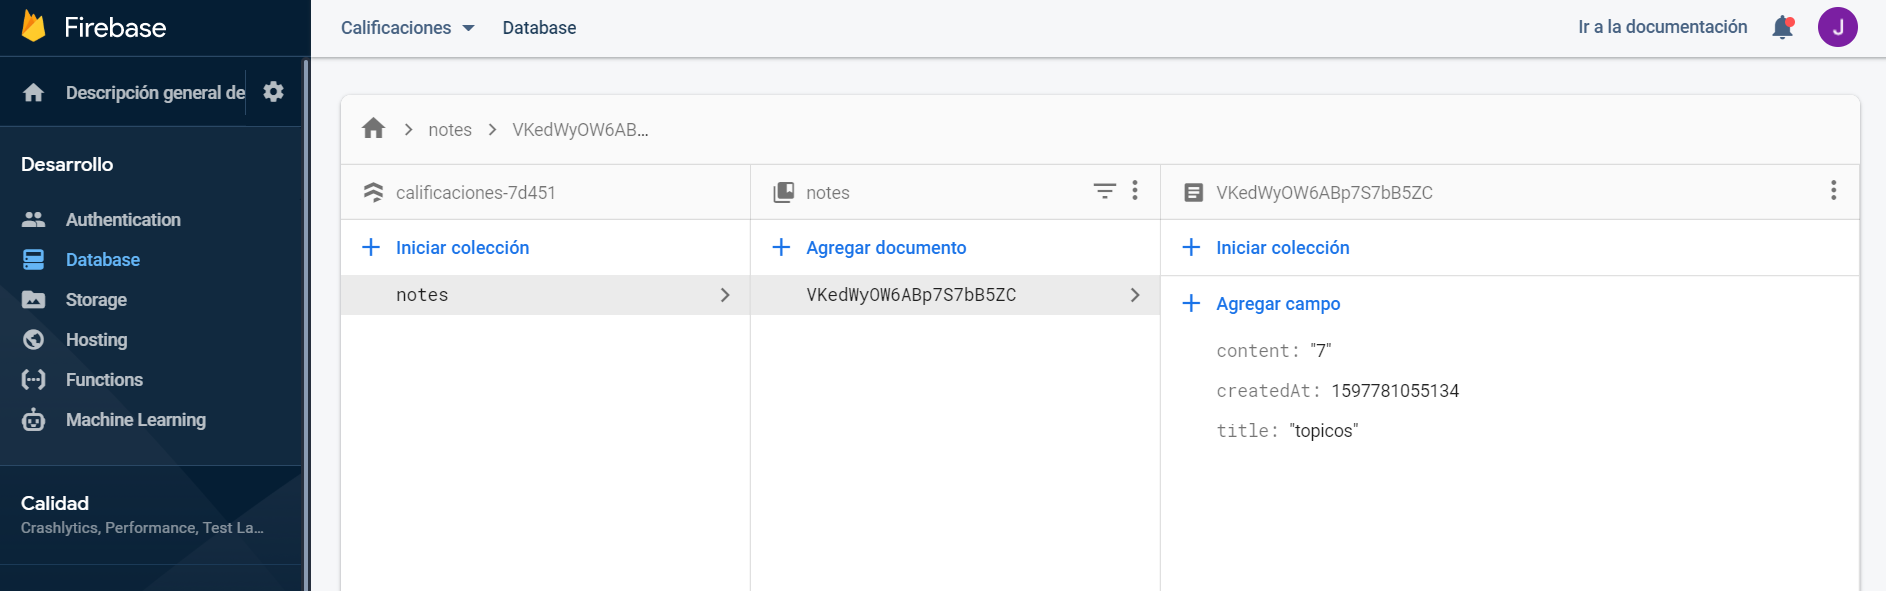 Firebase
Calificaciones Database
Ir a la documentación
J
Descripción general de
notes VKedWyOW6AB...
Desarrollo
calificaciones-7d451
notes
VKedWyOW6ABp7S7bB5ZC
Authentication
Iniciar colección
Agregar documento
Iniciar colección
Database
notes
VKedWyOW6ABp7S7bB5ZC
Agregar campo
Storage
Hosting
content: "7"
Functions
createdAt: 1597781055134
Machine Learning
title: "topicos"
Calidad
Crashlytics, Performance, Test La...